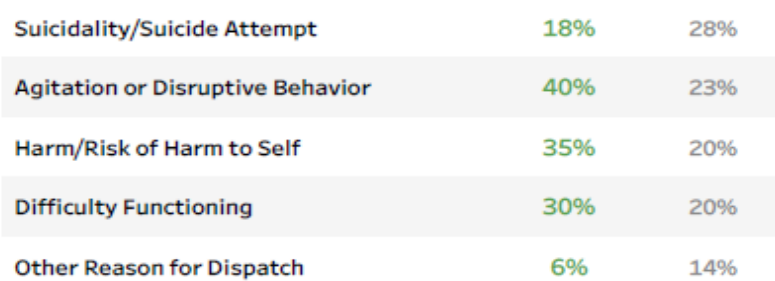 Suicidality/Suicide Attempt 18% 28%
Agitation or Disruptive Behavior 40% 23%
Harm/Risk of Harm to Self 35% 20%
Difficulty Functioning 30% 20%
Other Reason for Dispatch 6% 14%